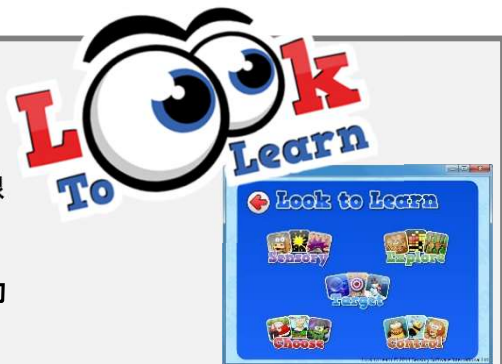 Look
To Learn
Look to Learn
Sensory
Explore
Target
Choose
Control